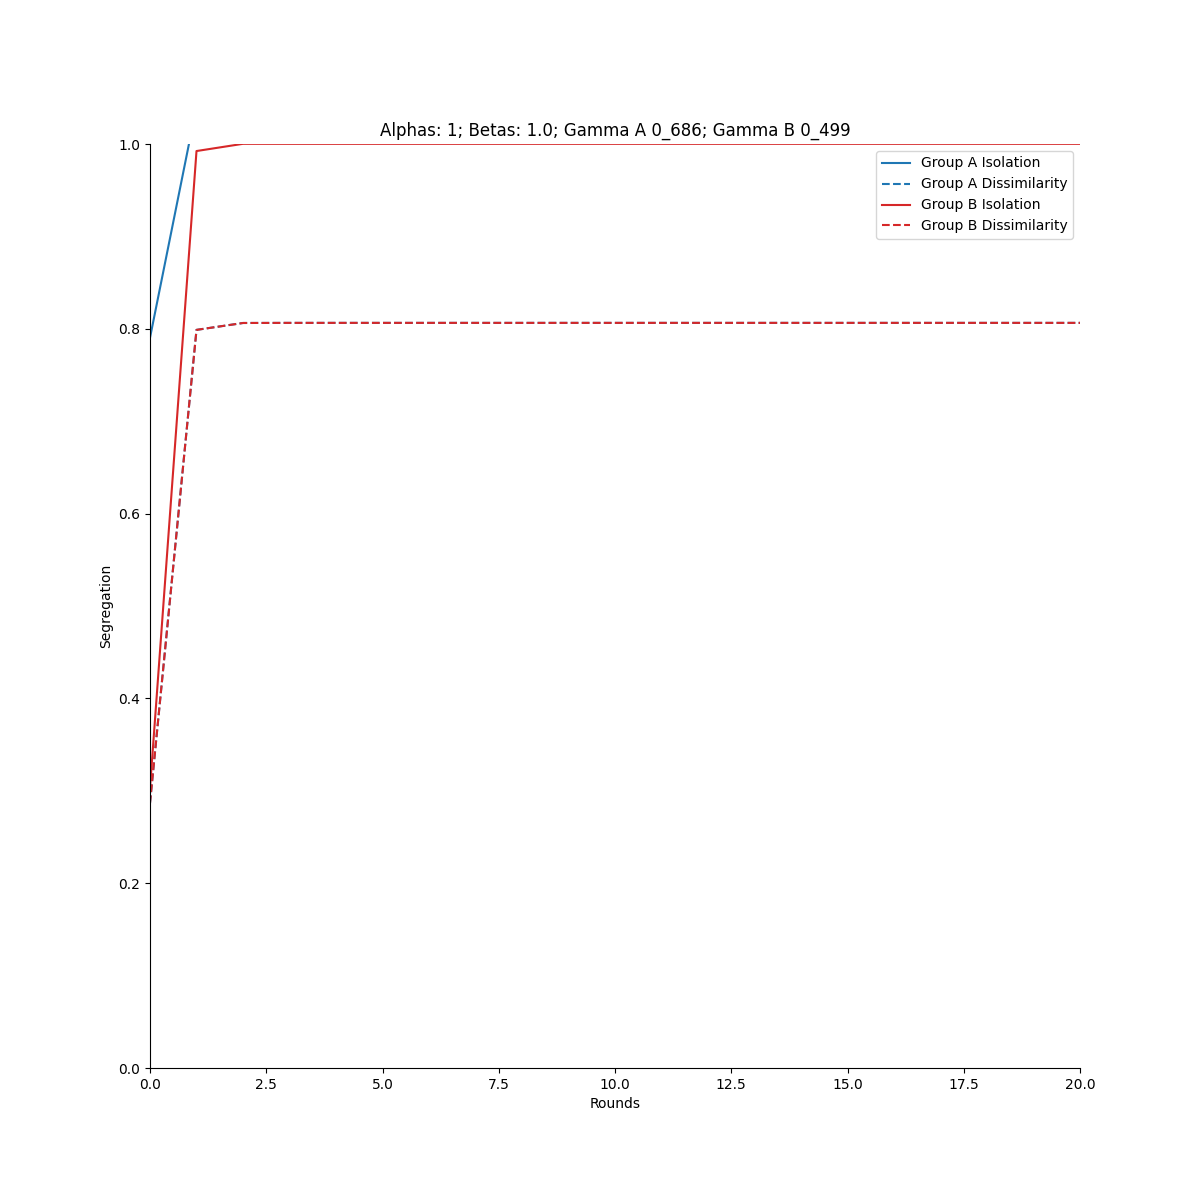 Alphas: 1; Betas: 1.0; Gamma A 0_686; Gamma B 0_499
1.0
0.8
0.6
0.4
0.2
0.0
Segregation
Group A Isolation
Group A Dissimilarity
Group B Isolation
Group B Dissimilarity
0.0 2.5 5.0 7.5 10.0 12.5 15.0 17.5 20.0
Rounds